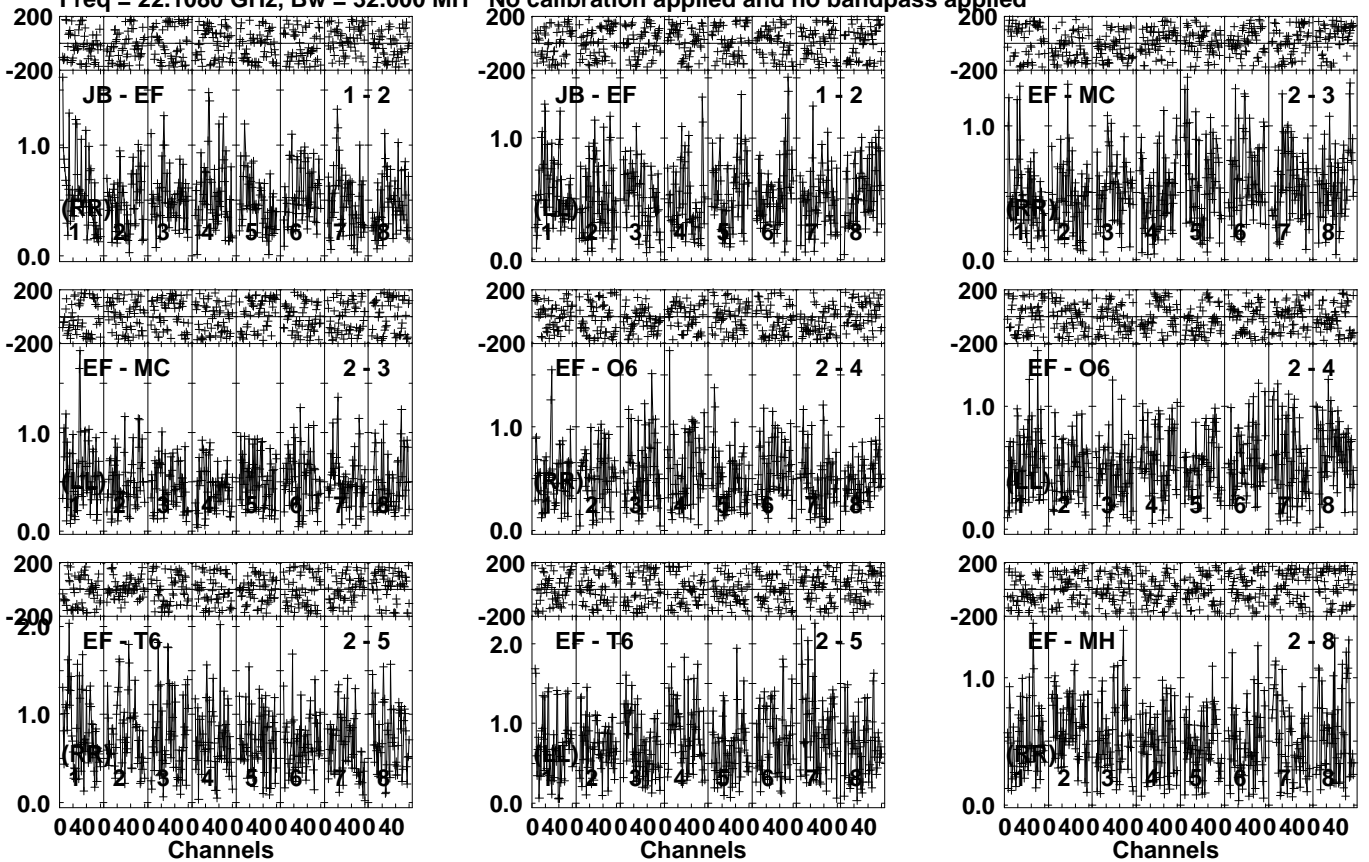 Freq = 22.1080 GHz, Bw = 32.000 MH No calibration applied and no bandpass applied
200 200 200
-200 -200 -200
JB - EF 1 - 2 JB - EF 1 - 2 EF - MC 2 - 3
1.0 1.0 1.0
(RR) (LL) (RR)
1 2 3 4 5 6 7 8 1 2 3 4 5 6 7 8 1 2 3 4 5 6 7 8
0.0 0.0 0.0
200 200 200
-200 -200 -200
EF - MC 2 - 3 EF - O6 2 - 4 EF - O6 2 - 4
1.0 1.0 1.0
(LL) (RR) (LL)
1 2 3 4 5 6 7 8 1 2 3 4 5 6 7 8 1 2 3 4 5 6 7 8
0.0 0.0 0.0
200 200 200
-200 -200 -200
2.0 2.0
EF - T6 2 - 5 EF - T6 2 - 5 EF - MH 2 - 8
1.0 1.0 1.0
(RR) (LL) (RR)
1 2 3 4 5 6 7 8 1 2 3 4 5 6 7 8 1 2 3 4 5 6 7 8
0.0 0.0 0.0
0 40 0 40 0 40 0 40 0 40 0 40 0 40 0 40 0 40 0 40 0 40 0 40 0 40 0 40 0 40 0 40 0 40 0 40 0 40 0 40 0 40 0 40 0 40 0 40
Channels Channels Channels